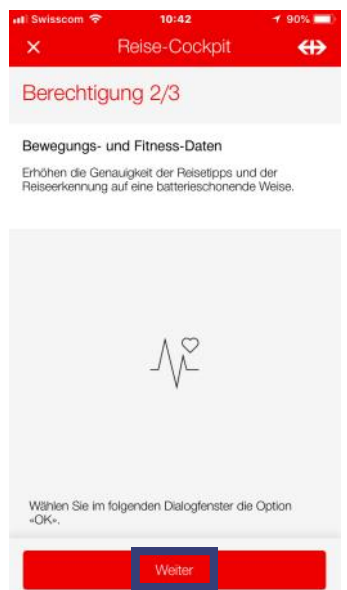 Swisscom 10:42 90%
Reise-Cockpit
Berechtigung 2/3
Bewegungs- und Fitness-Daten
Erhöhen die Genauigkeit der Reisetipps und der
Reiseerkennung auf eine batterieschonende Weise.
Wählen Sie im folgenden Dialogfenster die Option
«OK».
Weiter